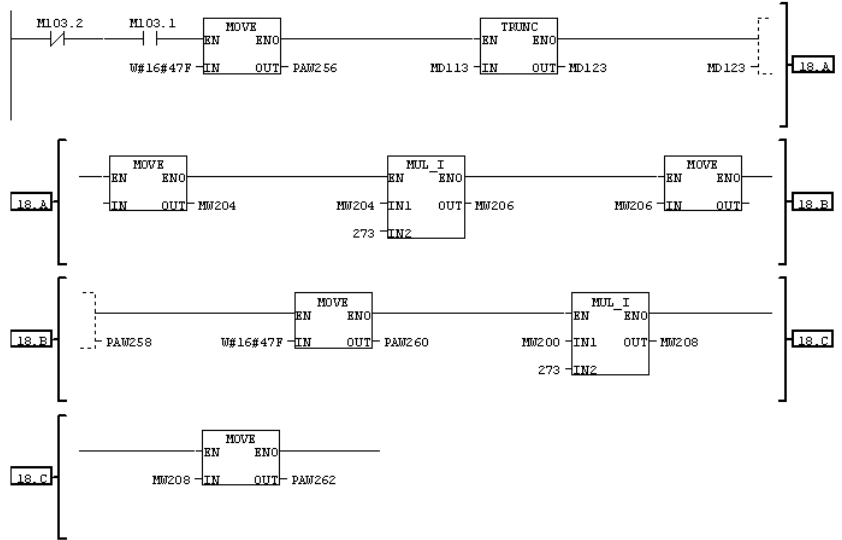 M103.2 M103.1 MOVE TRUNC
EN ENO EN ENO
W#16#47F IN OUT PAW256 MD113 IN OUT MD123 MD123 18.A
MOVE MUL_I MOVE
EN ENO EN ENO EN ENO
18.A IN OUT MW204 MW204 IN1 OUT MW206 MW206 IN OUT 18.B
273 IN2
MOVE MUL_I
EN ENO EN ENO
18.B PAW258 W#16#47F IN OUT PAW260 MW200 IN1 OUT MW208 18.C
273 IN2
MOVE
EN ENO
18.C MW208 IN OUT PAW262